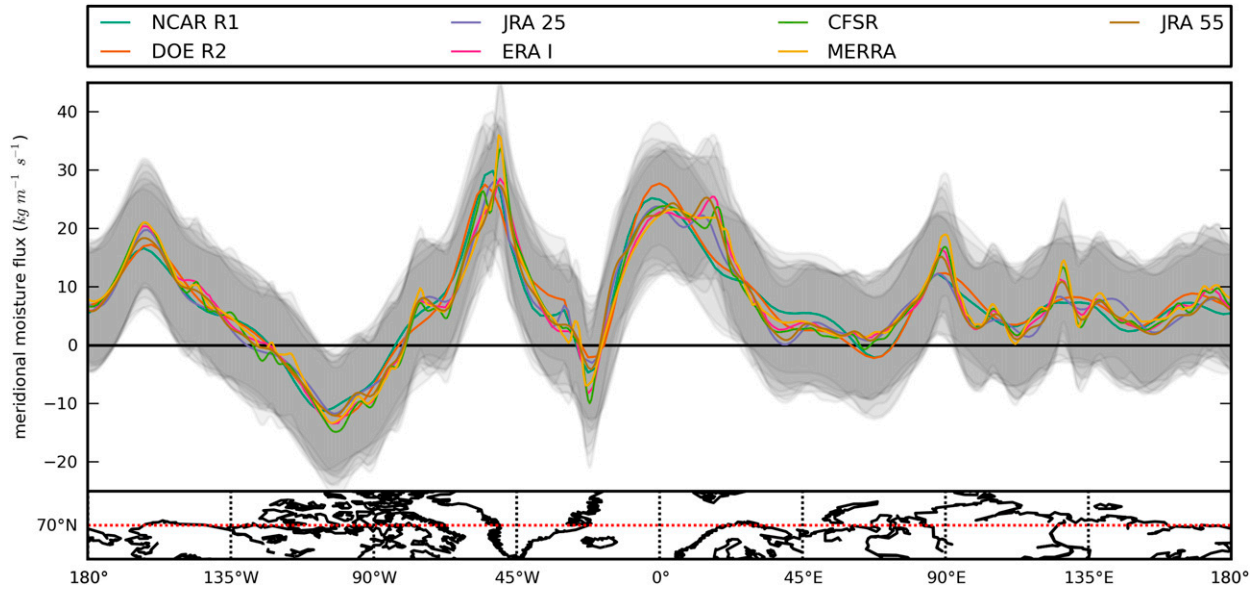 NCAR R1 JRA 25 CFSR JRA 55
DOE R2 ERA I MERRA
meridional moisture flux (kg m⁻¹ s⁻¹)
40
30
20
10
0
−10
−20
70°N
180° 135°W 90°W 45°W 0° 45°E 90°E 135°E 180°